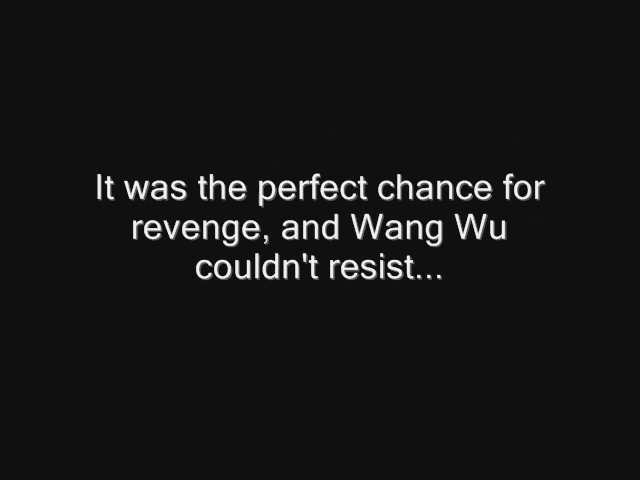 It was the perfect chance for
revenge, and Wang Wu
couldn't resist...